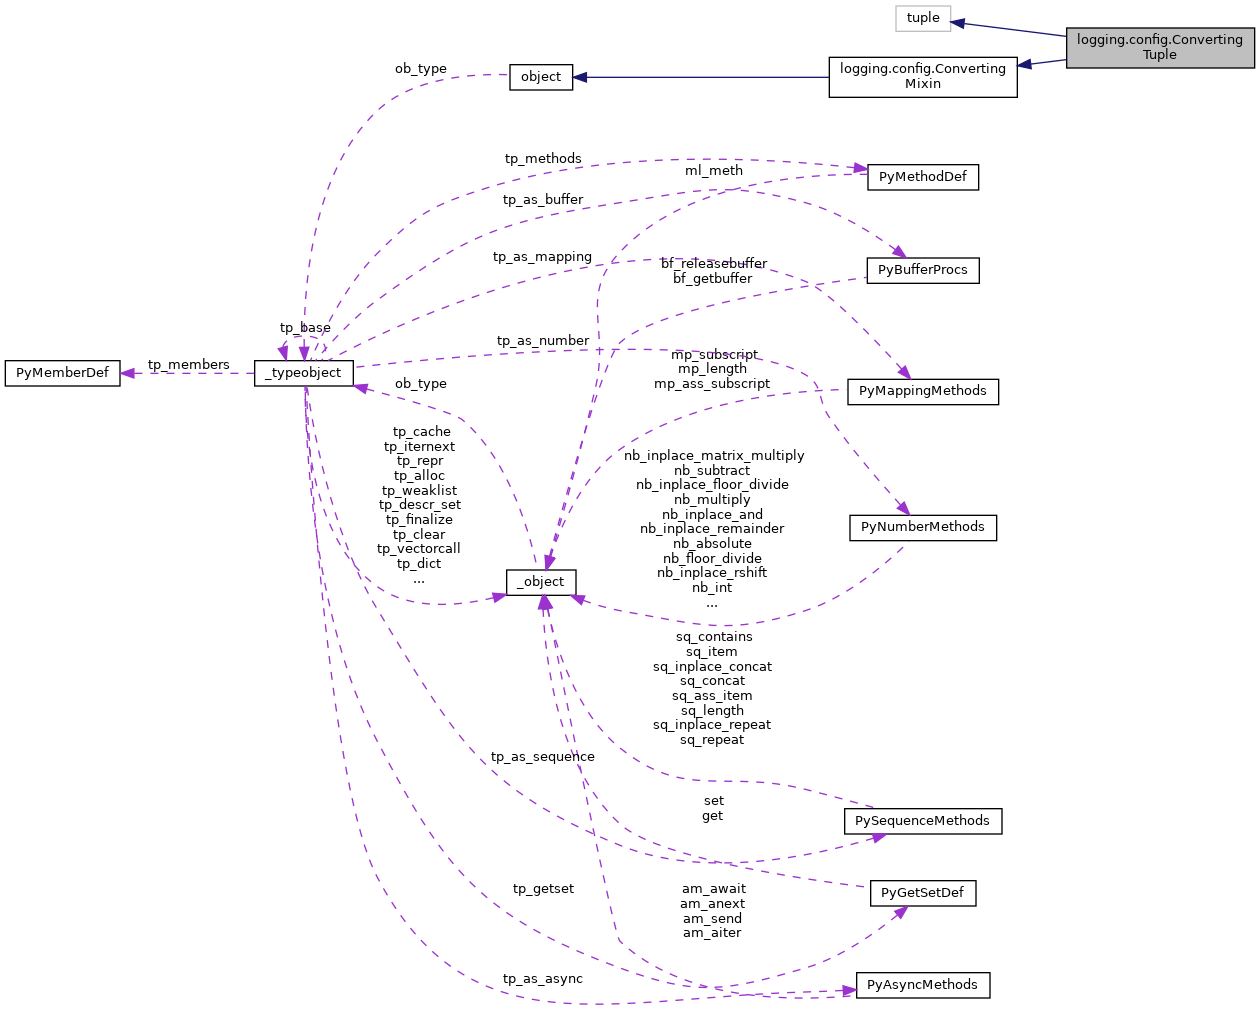 tuple
logging.config.Converting
Tuple
ob_type
object
logging.config.Converting
Mixin
tp_methods
ml_meth
PyMethodDef
tp_as_buffer
tp_as_mapping
bf_releasebuffer
bf_getbuffer
PyBufferProcs
tp_base
tp_as_number
PyMemberDef
tp_members
_typeobject
ob_type
mp_subscript
mp_length
mp_ass_subscript
PyMappingMethods
tp_cache
tp_iternext
tp_repr
tp_alloc
tp_weaklist
tp_descr_set
tp_finalize
tp_clear
tp_vectorcall
tp_dict
...
nb_inplace_matrix_multiply
nb_subtract
nb_inplace_floor_divide
nb_multiply
nb_inplace_and
nb_inplace_remainder
nb_absolute
nb_floor_divide
nb_inplace_rshift
nb_int
...
PyNumberMethods
_object
sq_contains
sq_item
sq_inplace_concat
sq_concat
sq_ass_item
sq_length
sq_inplace_repeat
sq_repeat
tp_as_sequence
set
get
PySequenceMethods
tp_getset
am_await
am_anext
am_send
am_aiter
PyGetSetDef
tp_as_async
PyAsyncMethods